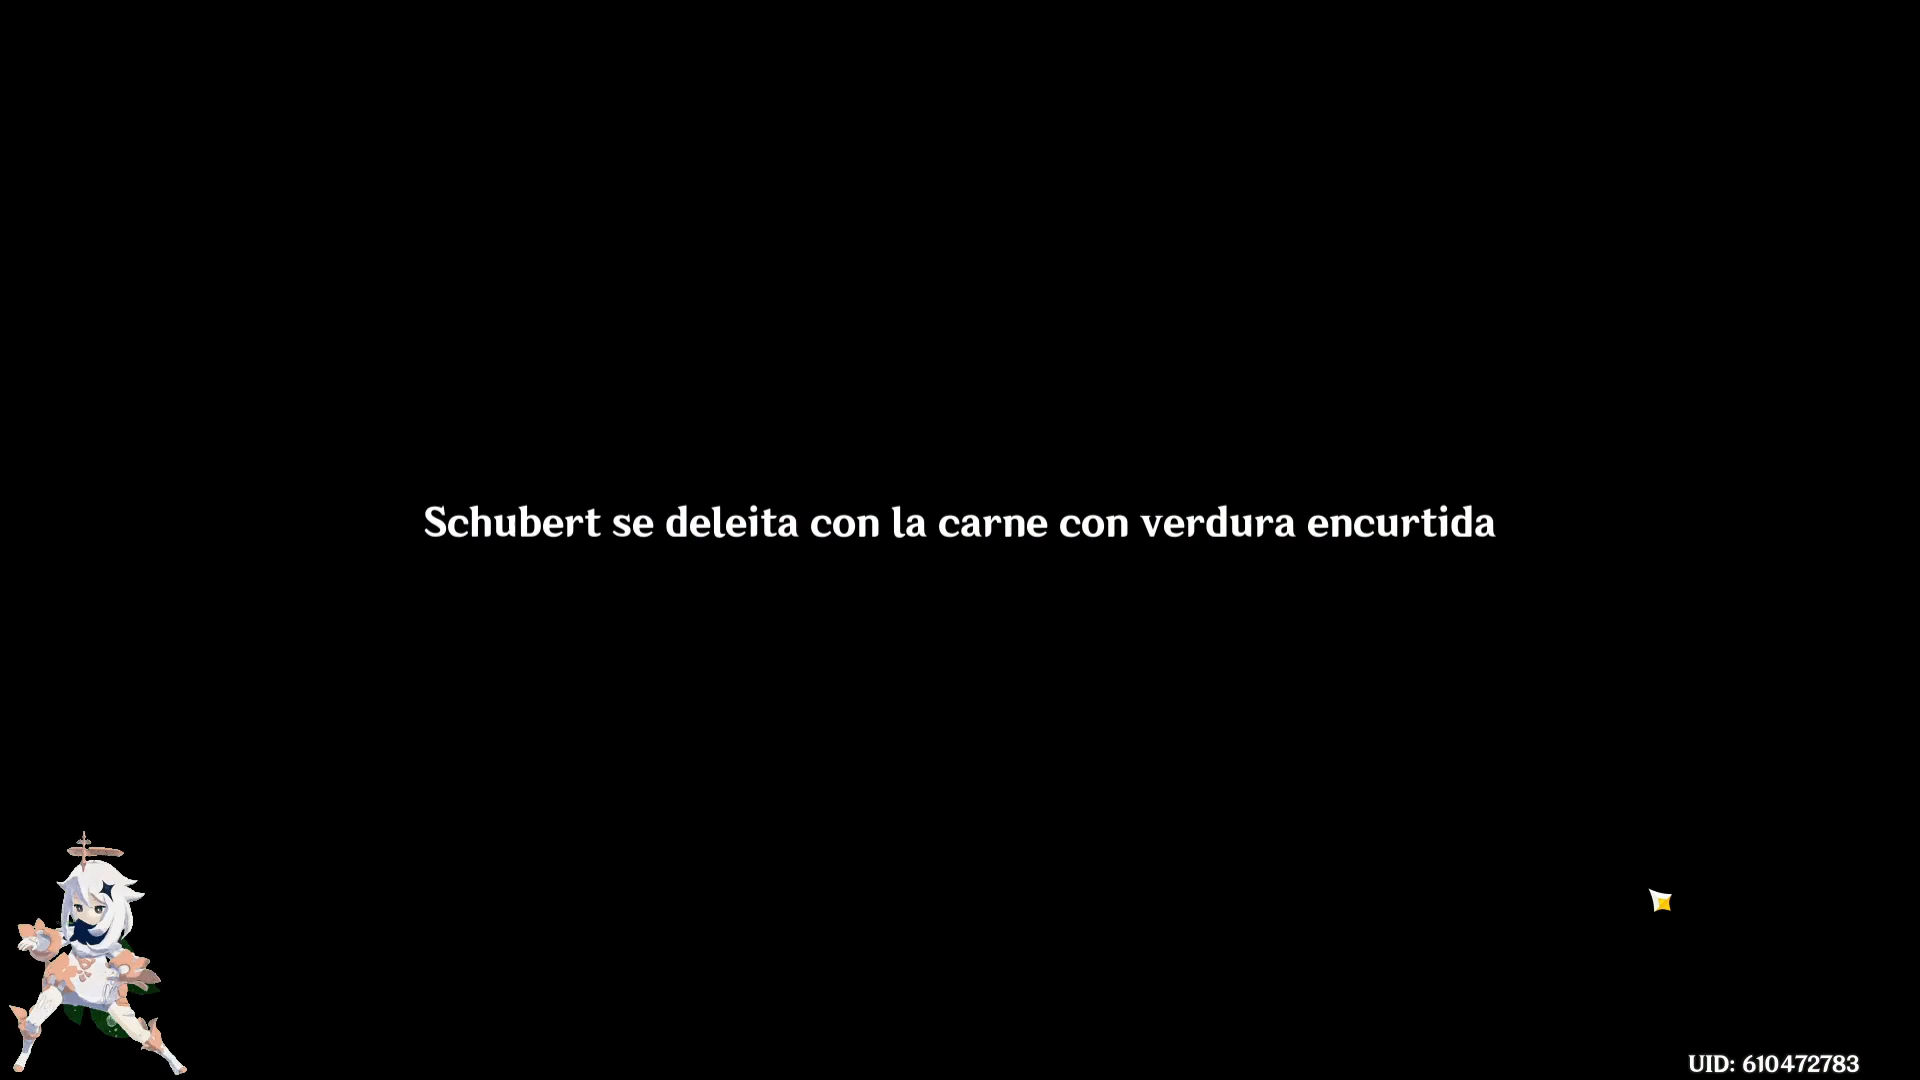 Schubert se deleita con la carne con verdura encurtida
UID: 610472783